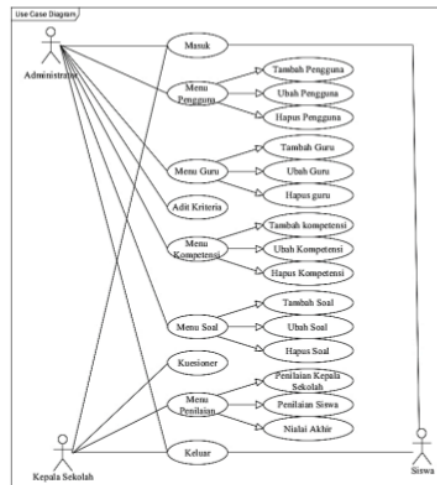 Use Case Diagram
Masuk
Administrator
Menu
Pengguna
Tambah Pengguna
Ubah Pengguna
Hapus Pengguna
Menu Guru
Tambah Guru
Ubah Guru
Hapus guru
Adit Kriteria
Menu
Kompetensi
Tambah kompetensi
Ubah Kompetensi
Hapus Kompetensi
Menu Soal
Tambah Soal
Ubah Soal
Hapus Soal
Kuesioner
Menu
Penilaian
Penilaian Kepala
Sekolah
Penilaian Siswa
Nialai Akhir
Keluar
Kepala Sekolah
Siswa